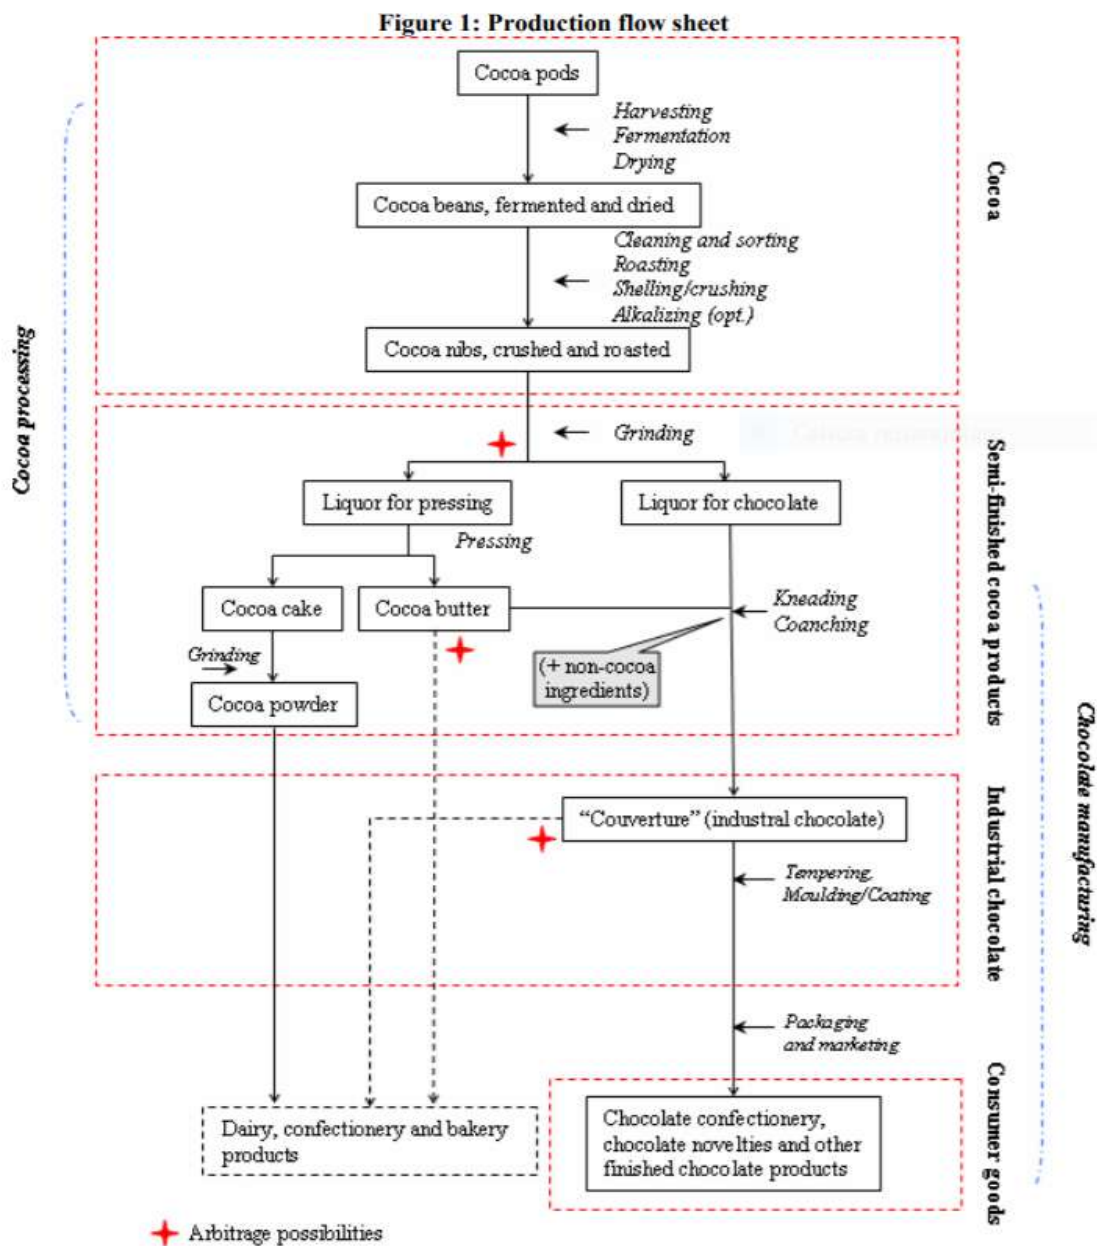 Figure 1: Production flow sheet
Cocoa pods
Harvesting
Fermentation
Drying
Cocoa beans, fermented and dried
Cleaning and sorting
Roasting
Shelling/crushing
Alkalizing (opt.)
Cocoa nibs, crushed and roasted
Cocoa
Cocoa processing
Grinding
Liquor for pressing
Liquor for chocolate
Pressing
Cocoa cake
Cocoa butter
Kneading
Coanching
Grinding
(+ non-cocoa
ingredients)
Cocoa powder
Semi-finished cocoa products
"Couverture" (industral chocolate)
Tempering,
Moulding/Coating
Industrial chocolate
Chocolate manufacturing
Packaging
and marketing
Dairy, confectionery and bakery
products
Chocolate confectionery,
chocolate novelties and other
finished chocolate products
Consumer goods
Arbitrage possibilities